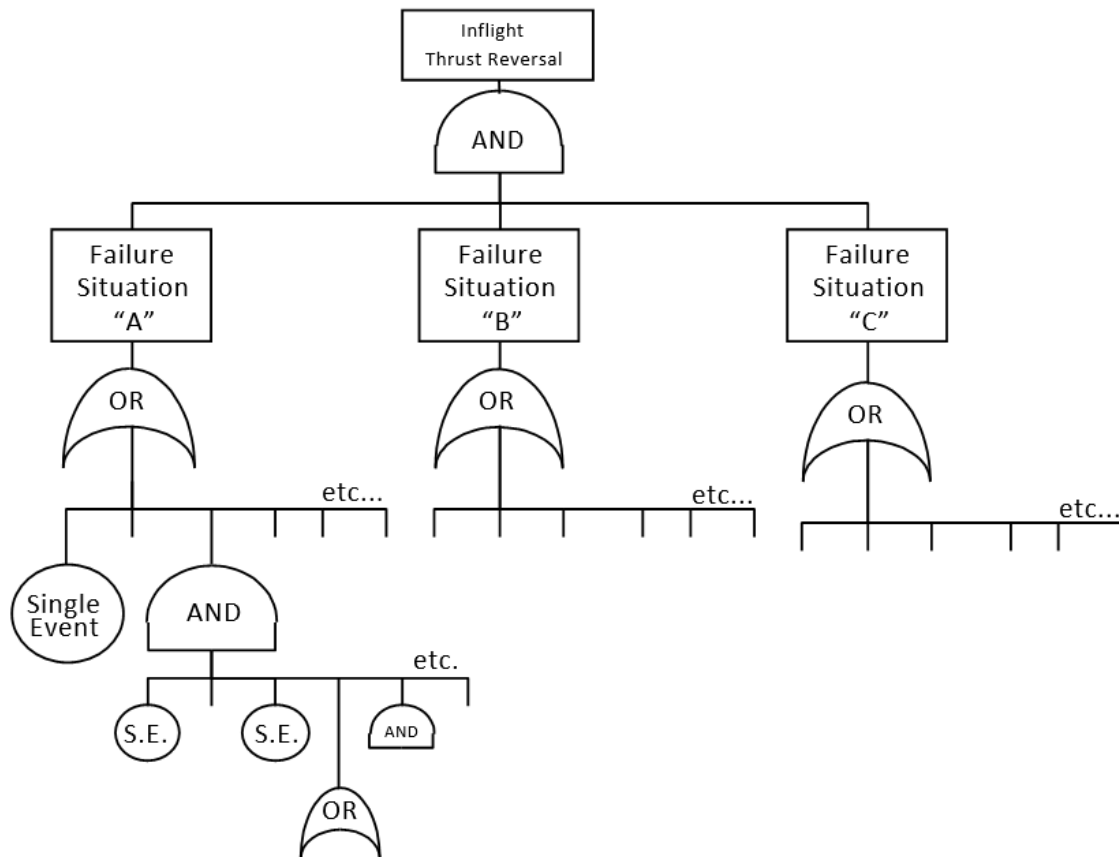 Inflight
Thrust Reversal
AND
Failure
Situation
“A”
Failure
Situation
“B”
Failure
Situation
“C”
OR
OR
OR
etc...
etc...
etc...
Single
Event
AND
etc.
S.E.
S.E.
AND
OR